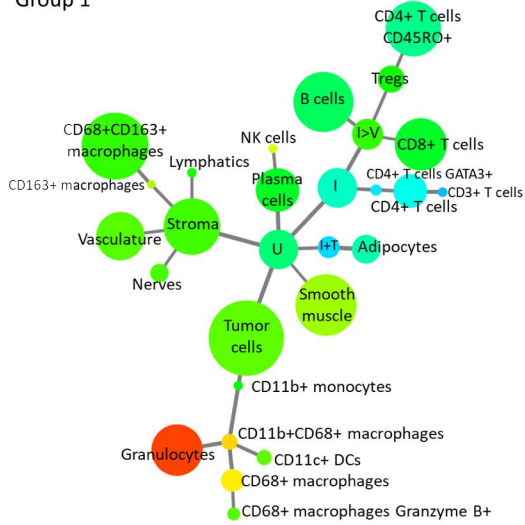 Group 1
CD4+ T cells
CD45RO+
Tregs
B cells
I>V
CD8+ T cells
CD68+CD163+
macrophages
NK cells
Lymphatics
CD163+ macrophages
Plasma
cells
I
CD4+ T cells GATA3+
CD3+ T cells
CD4+ T cells
Stroma
Vasculature
U
I+T
Adipocytes
Nerves
Smooth
muscle
Tumor
cells
CD11b+ monocytes
CD11b+CD68+ macrophages
Granulocytes
CD11c+ DCs
CD68+ macrophages
CD68+ macrophages Granzyme B+